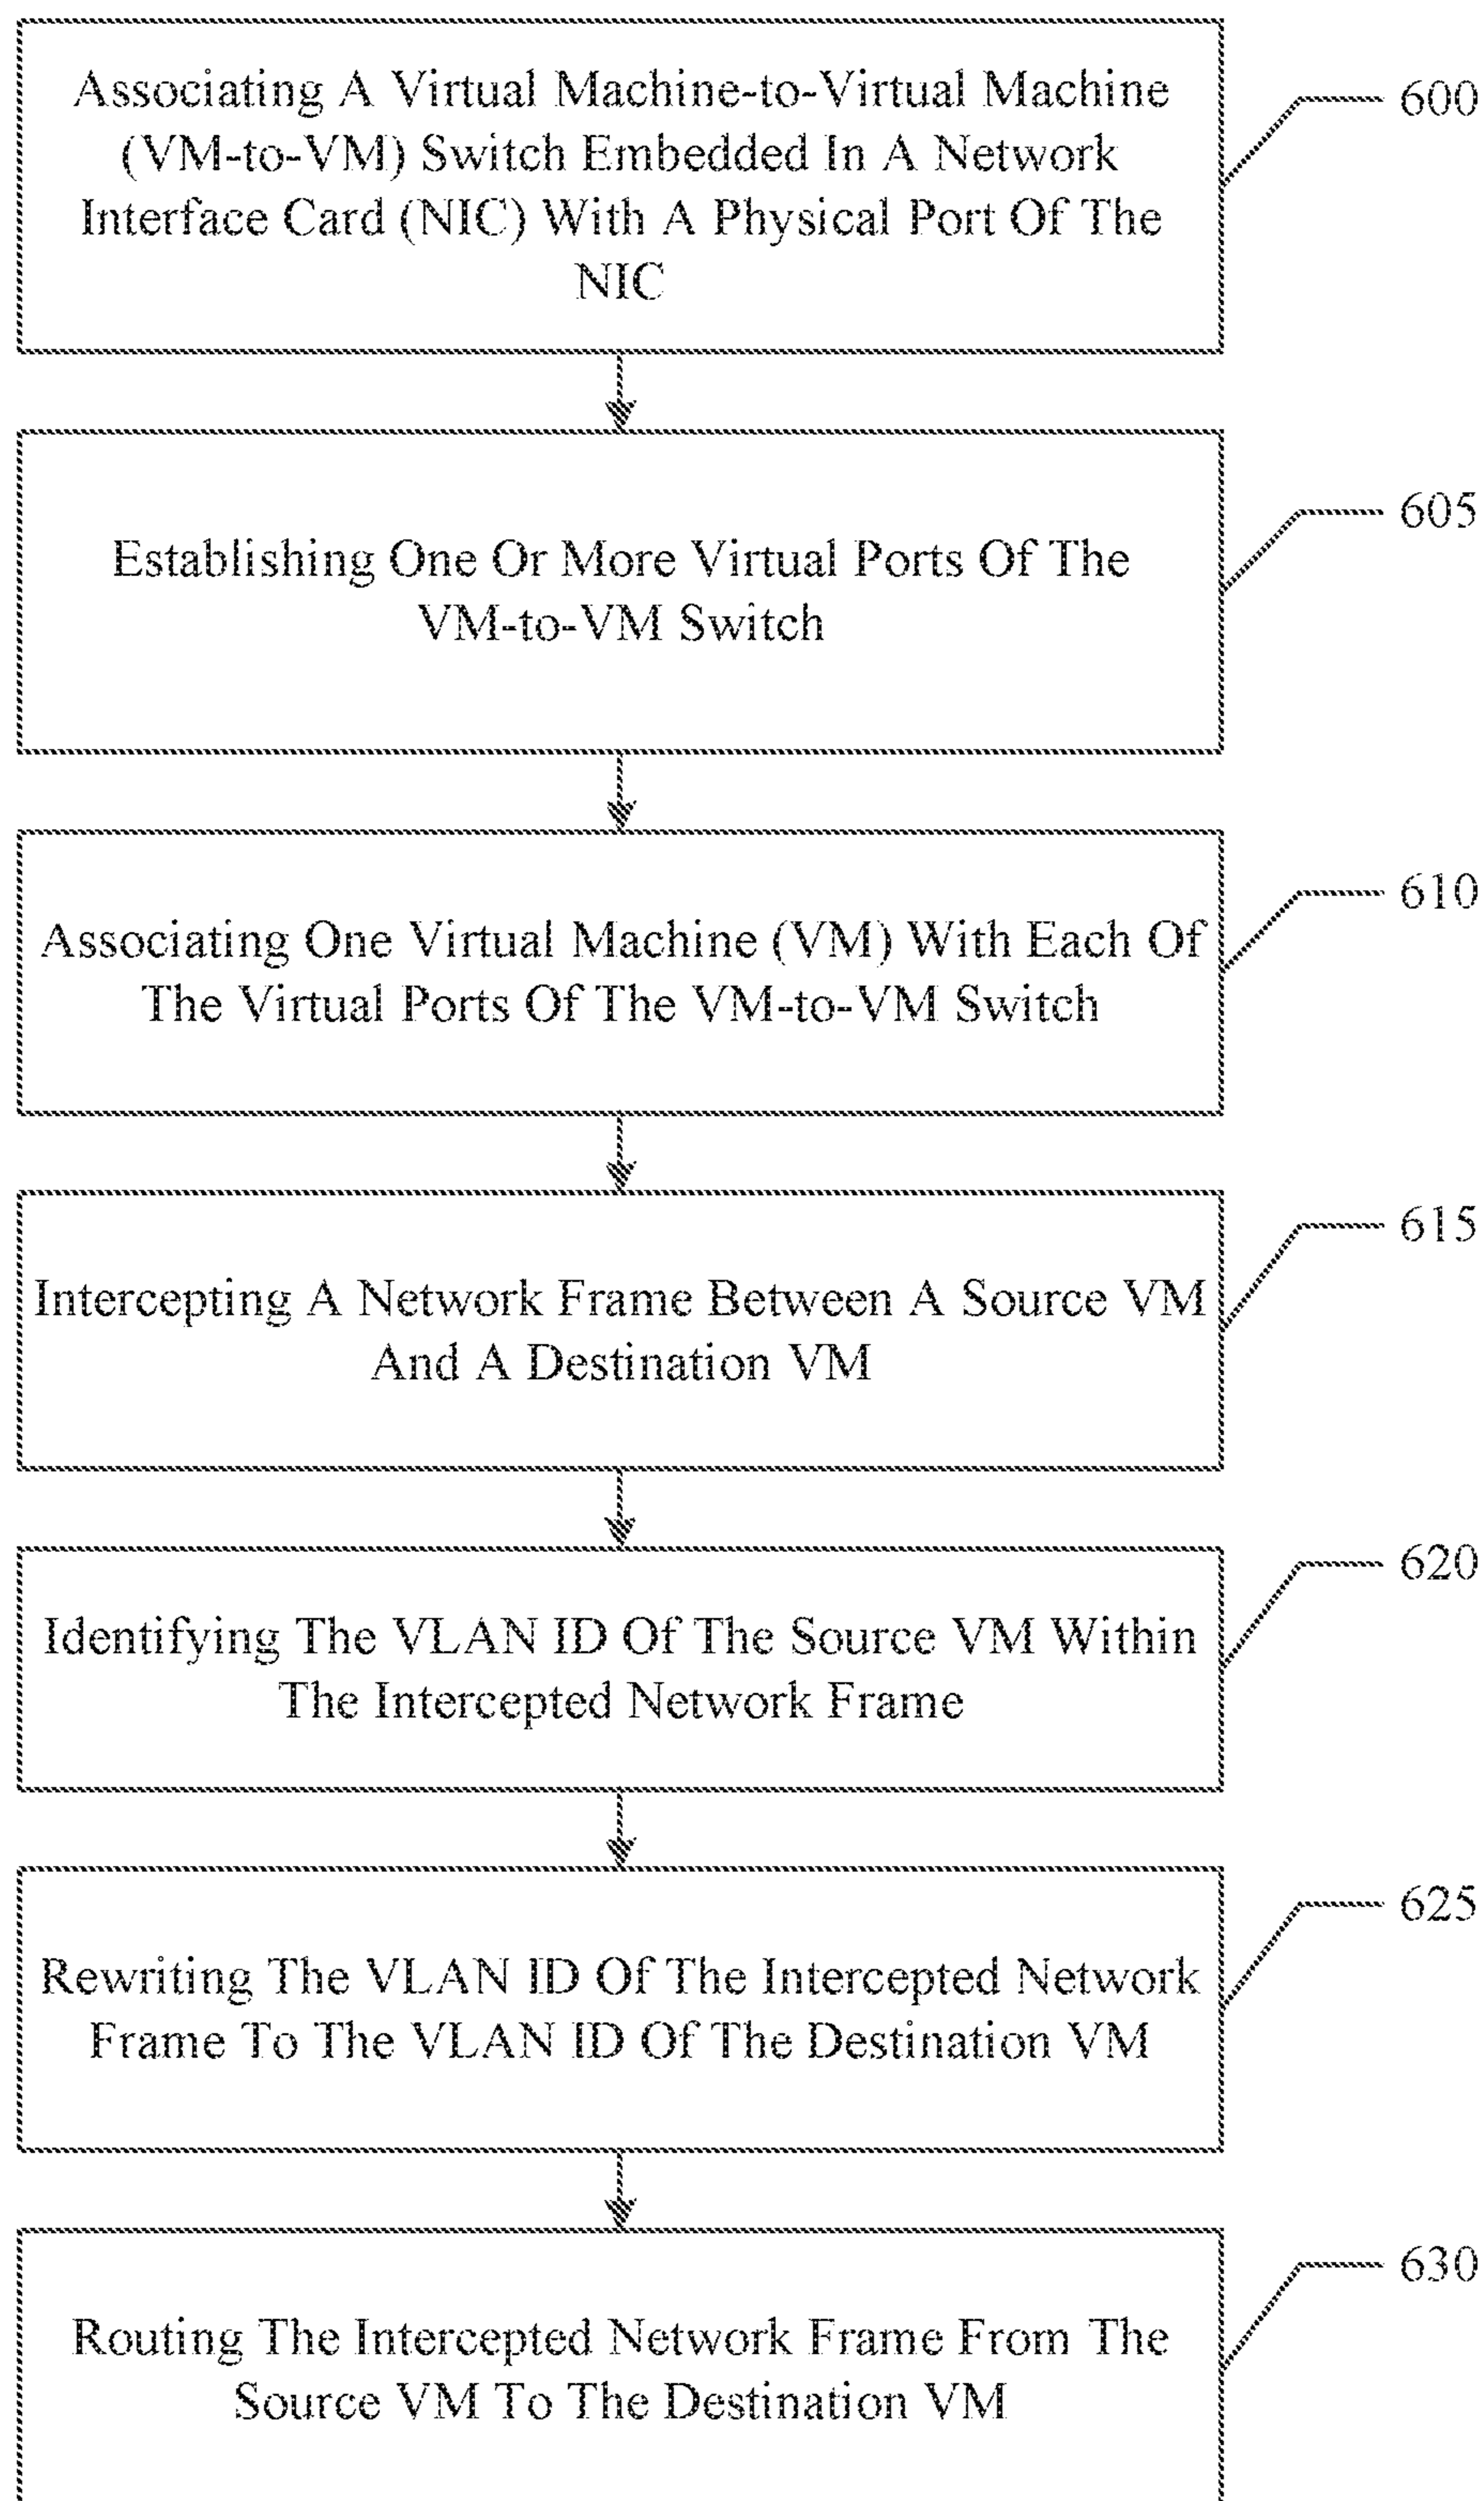 Associating A Virtual Machine-to-Virtual Machine
(VM-to-VM) Switch Embedded In A Network
Interface Card (NIC) With A Physical Port Of The
NIC
600
Establishing One Or More Virtual Ports Of The
VM-to-VM Switch
605
Associating One Virtual Machine (VM) With Each Of
The Virtual Ports Of The VM-to-VM Switch
610
Intercepting A Network Frame Between A Source VM
And A Destination VM
615
Identifying The VLAN ID Of The Source VM Within
The Intercepted Network Frame
620
Rewriting The VLAN ID Of The Intercepted Network
Frame To The VLAN ID Of The Destination VM
625
Routing The Intercepted Network Frame From The
Source VM To The Destination VM
630